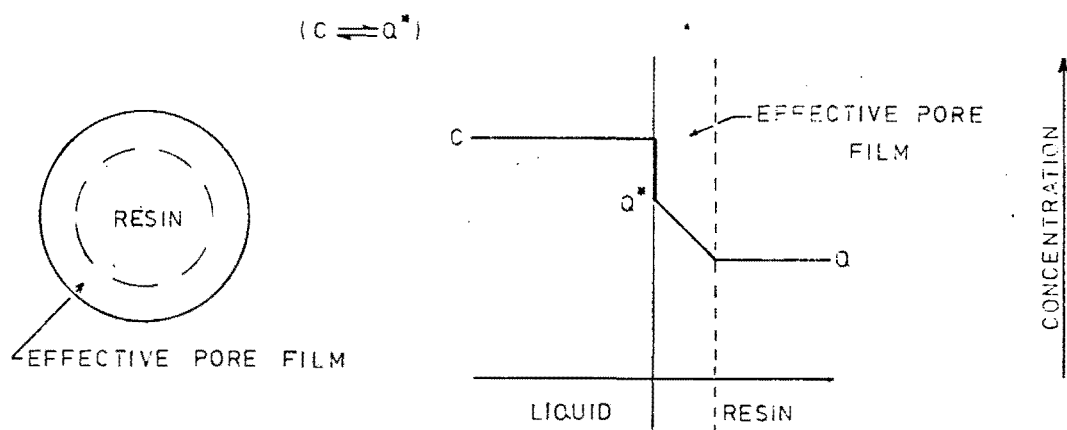 ( C ⇌ Q* )
RESIN
EFFECTIVE PORE FILM
C
Q*
Q
EFFECTIVE PORE
FILM
LIQUID
RESIN
CONCENTRATION